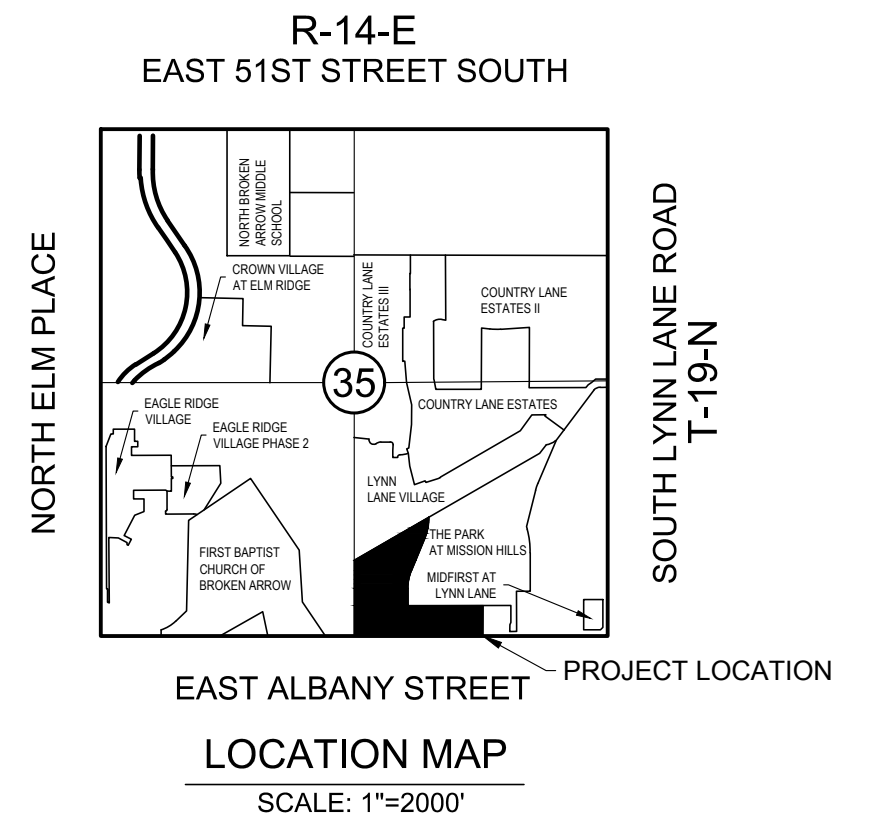 R-14-E
EAST 51ST STREET SOUTH
NORTH ELM PLACE
SOUTH LYNN LANE ROAD
T-19-N
NORTH BROKEN
ARROW MIDDLE
SCHOOL
CROWN VILLAGE
AT ELM RIDGE
COUNTRY LANE
ESTATES III
COUNTRY LANE
ESTATES II
35
EAGLE RIDGE
VILLAGE
EAGLE RIDGE
VILLAGE PHASE 2
COUNTRY LANE ESTATES
LYNN
LANE VILLAGE
FIRST BAPTIST
CHURCH OF
BROKEN ARROW
THE PARK
AT MISSION HILLS
MIDFIRST AT
LYNN LANE
PROJECT LOCATION
EAST ALBANY STREET
LOCATION MAP
SCALE: 1"=2000'